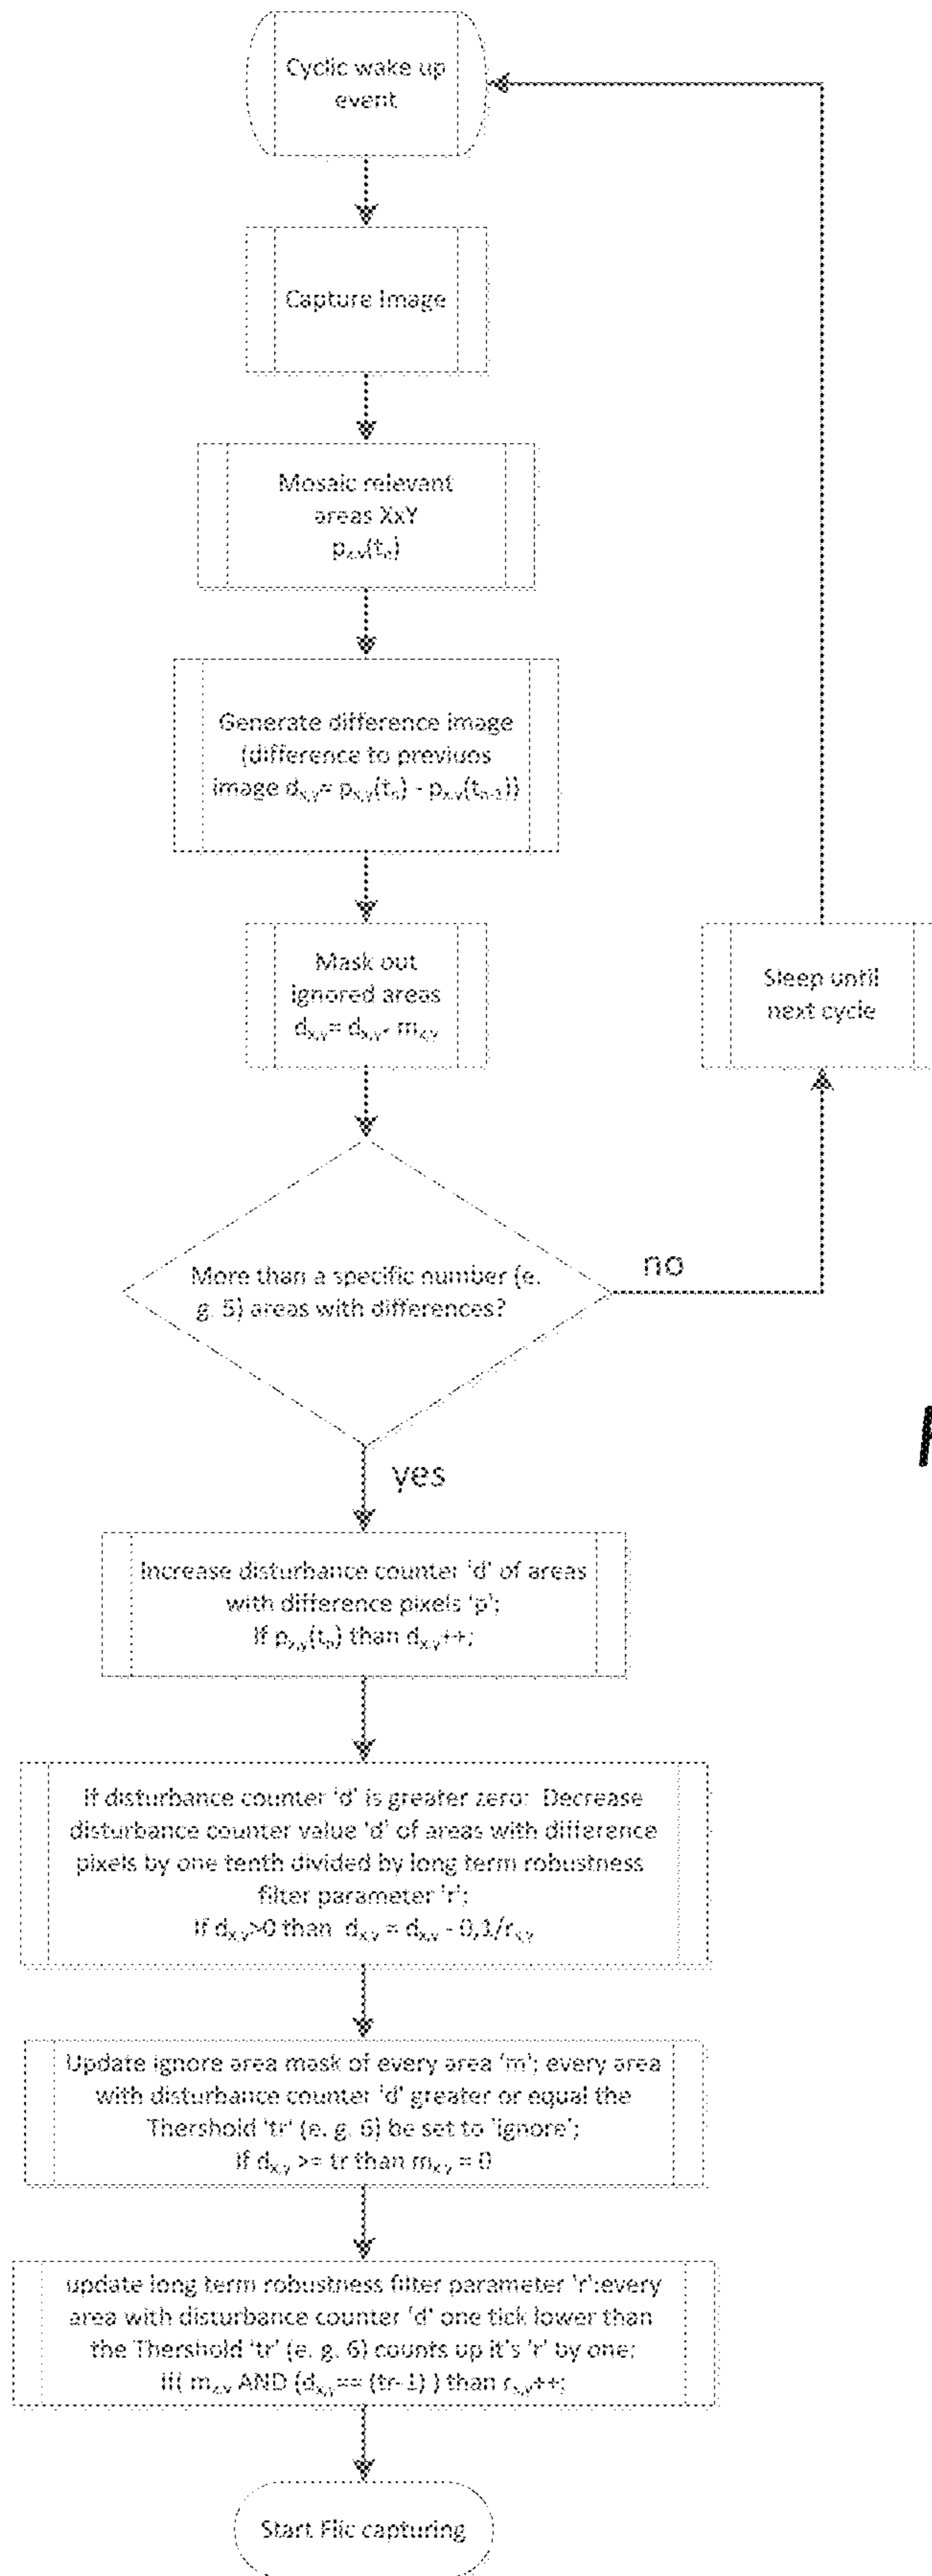 Cyclic wake up
event
Capture Image
Mosaic relevant
areas XxY
pₓ,ᵧ(tₙ)
Generate difference image
(difference to previuos
image dₓ,ᵧ= pₓ,ᵧ(tₙ) - pₓ,ᵧ(tₙ₋₁))
Mask out
ignored areas
dₓ,ᵧ= dₓ,ᵧ* mₓ,ᵧ
Sleep until
next cycle
More than a specific number (e.
g. 5) areas with differences?
no
yes
Increase disturbance counter 'd' of areas
with difference pixels 'p';
If pₓ,ᵧ(tₙ) than dₓ,ᵧ++;
If disturbance counter 'd' is greater zero: Decrease
disturbance counter value 'd' of areas with difference
pixels by one tenth divided by long term robustness
filter parameter 'r';
If dₓ,ᵧ>0 than dₓ,ᵧ = dₓ,ᵧ - 0,1/rₓ,ᵧ
Update ignore area mask of every area 'm'; every area
with disturbance counter 'd' greater or equal the
Thershold 'tr' (e. g. 6) be set to 'ignore';
If dₓ,ᵧ >= tr than mₓ,ᵧ = 0
update long term robustness filter parameter 'r':every
area with disturbance counter 'd' one tick lower than
the Thershold 'tr' (e. g. 6) counts up it's 'r' by one;
If( mₓ,ᵧ AND (dₓ,ᵧ== (tr-1) ) than rₓ,ᵧ++;
Start Flic capturing